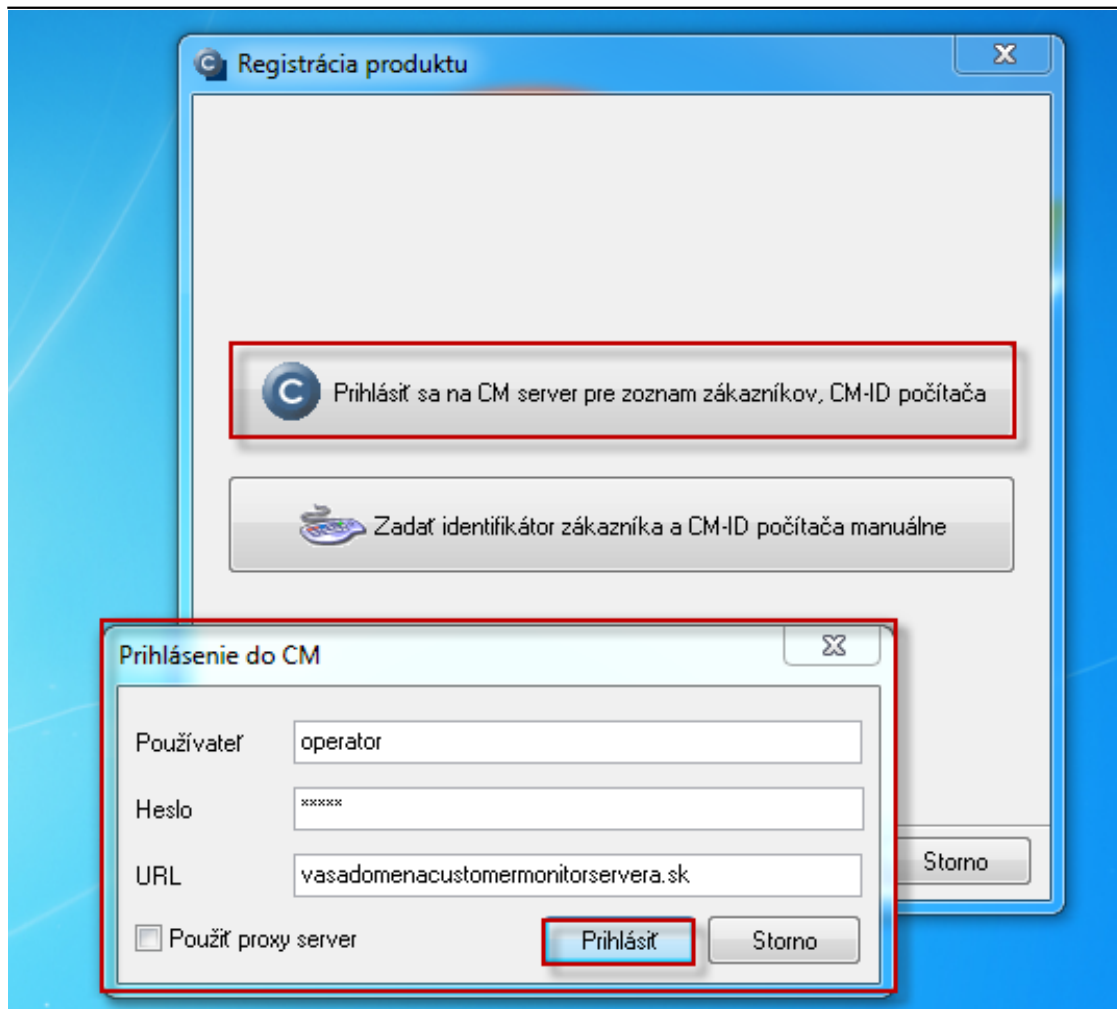 Registrácia produktu
Prihlásiť sa na CM server pre zoznam zákazníkov, CM-ID počítača
Zadať identifikátor zákazníka a CM-ID počítača manuálne
Storno
Prihlásenie do CM
Používateľ operator
Heslo xxxxx
URL vasadomenacustomermonitorservera.sk
Použiť proxy server Prihlásiť Storno